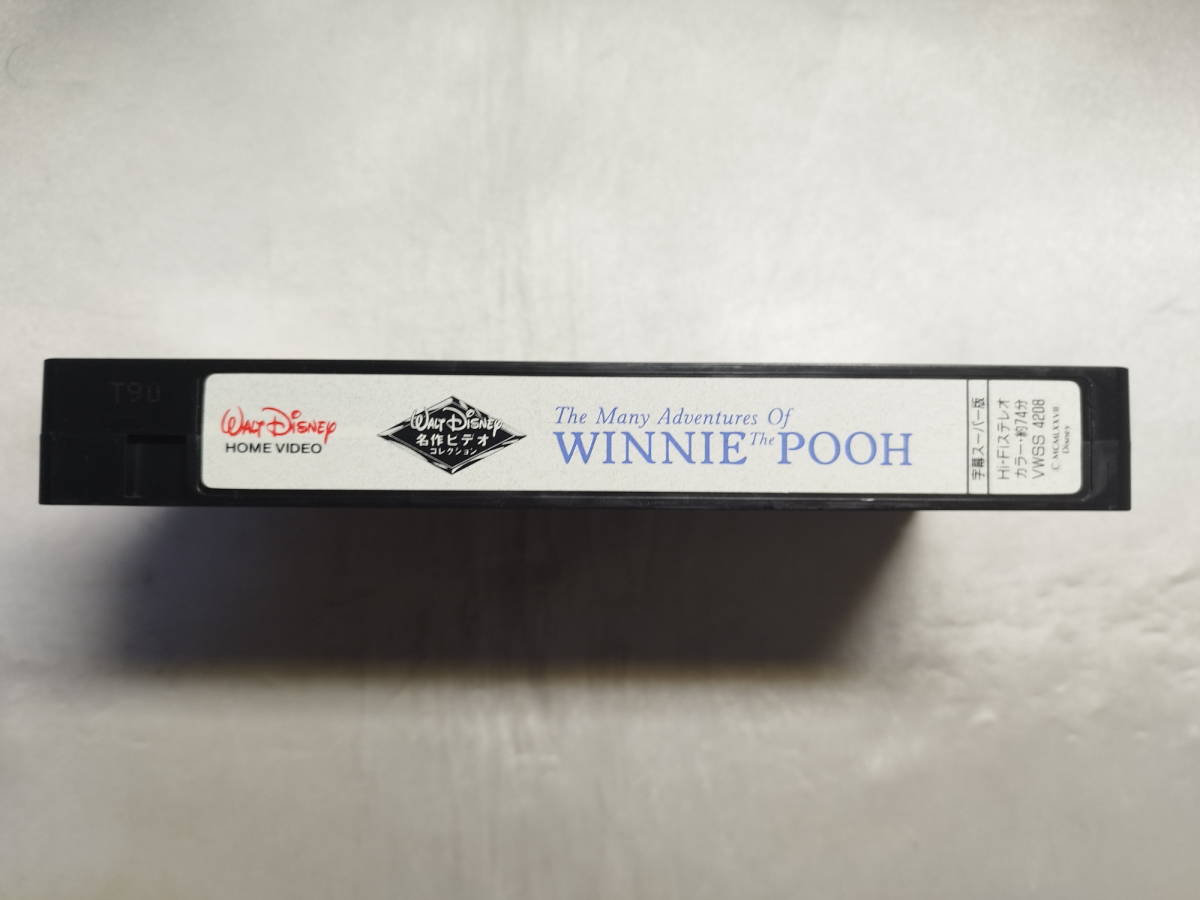 T90
WALT DISNEY
HOME VIDEO
WALT DISNEY
名作ビデオ
コレクション
The Many Adventures Of
WINNIE The POOH
字幕スーパー版
Hi-Fiステレオ
カラー・約74分
VWSS 4208
© MCMLXXVII
Disney